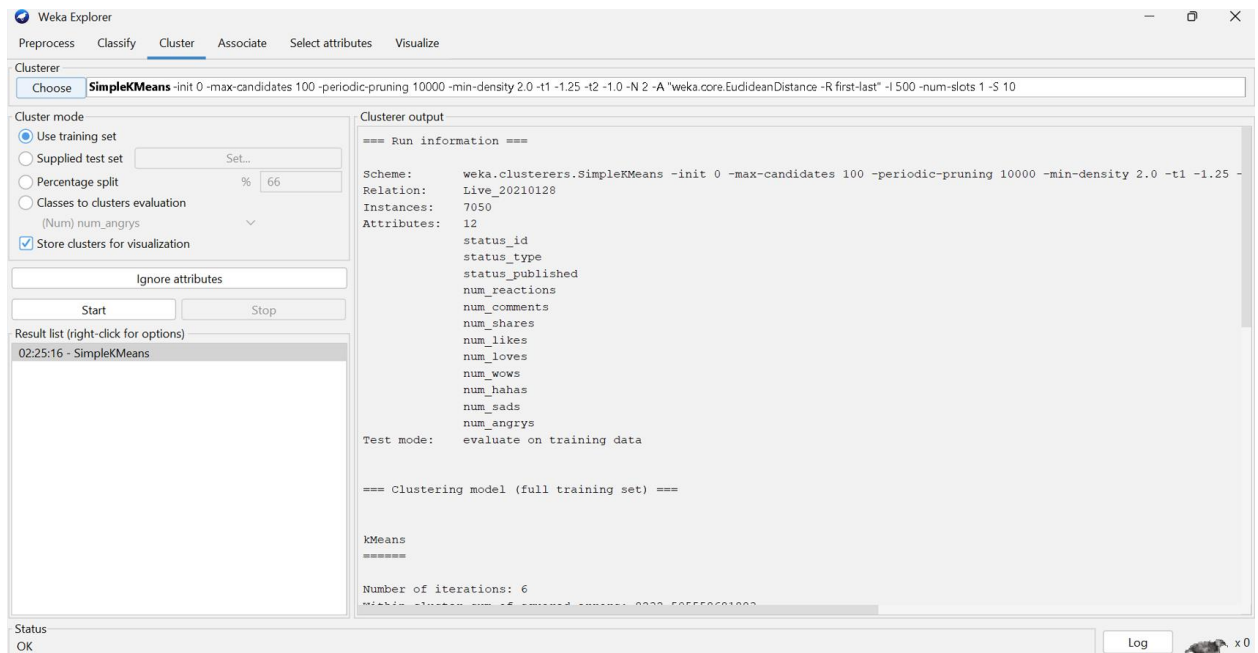 Weka Explorer
Preprocess Classify Cluster Associate Select attributes Visualize
Clusterer
Choose SimpleKMeans -init 0 -max-candidates 100 -periodic-pruning 10000 -min-density 2.0 -t1 -1.25 -t2 -1.0 -N 2 -A "weka.core.EuclideanDistance -R first-last" -I 500 -num-slots 1 -S 10
Cluster mode
Use training set
Supplied test set Set...
Percentage split % 66
Classes to clusters evaluation
(Num) num_angrys
Store clusters for visualization
Ignore attributes
Start Stop
Result list (right-click for options)
02:25:16 - SimpleKMeans
Clusterer output
=== Run information ===
Scheme: weka.clusterers.SimpleKMeans -init 0 -max-candidates 100 -periodic-pruning 10000 -min-density 2.0 -t1 -1.25 -
Relation: Live_20210128
Instances: 7050
Attributes: 12
status_id
status_type
status_published
num_reactions
num_comments
num_shares
num_likes
num_loves
num_wows
num_hahas
num_sads
num_angrys
Test mode: evaluate on training data
=== Clustering model (full training set) ===
kMeans
======
Number of iterations: 6
Within cluster sum of squared errors:
Status
OK
Log
x 0